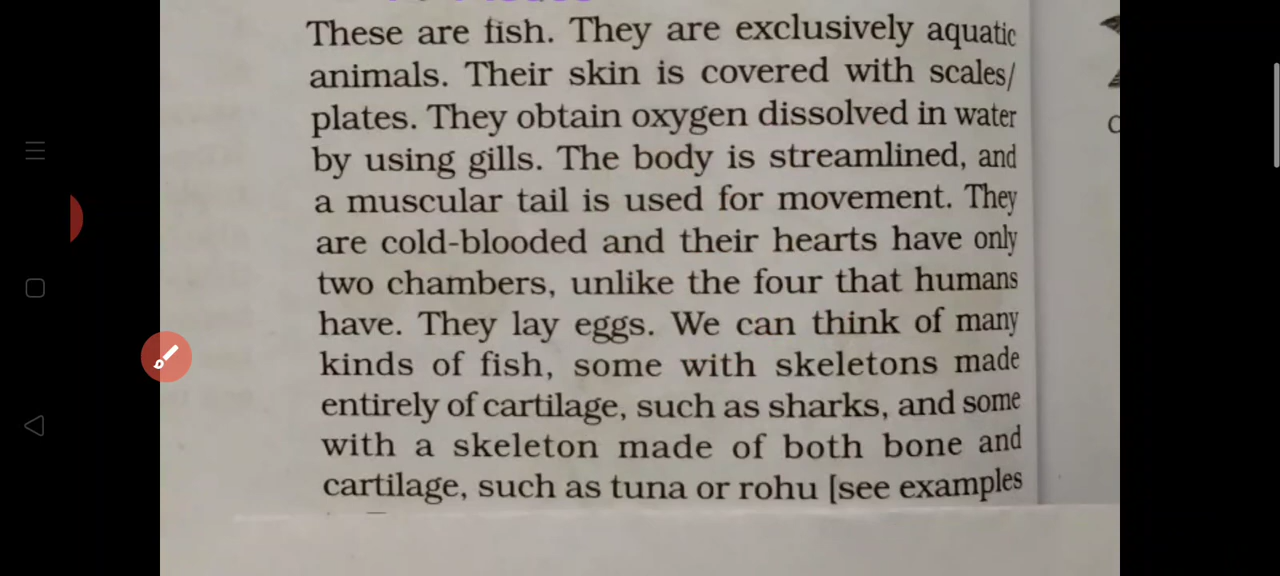 These are fish. They are exclusively aquatic
animals. Their skin is covered with scales/
plates. They obtain oxygen dissolved in water
by using gills. The body is streamlined, and
a muscular tail is used for movement. They
are cold-blooded and their hearts have only
two chambers, unlike the four that humans
have. They lay eggs. We can think of many
kinds of fish, some with skeletons made
entirely of cartilage, such as sharks, and some
with a skeleton made of both bone and
cartilage, such as tuna or rohu [see examples